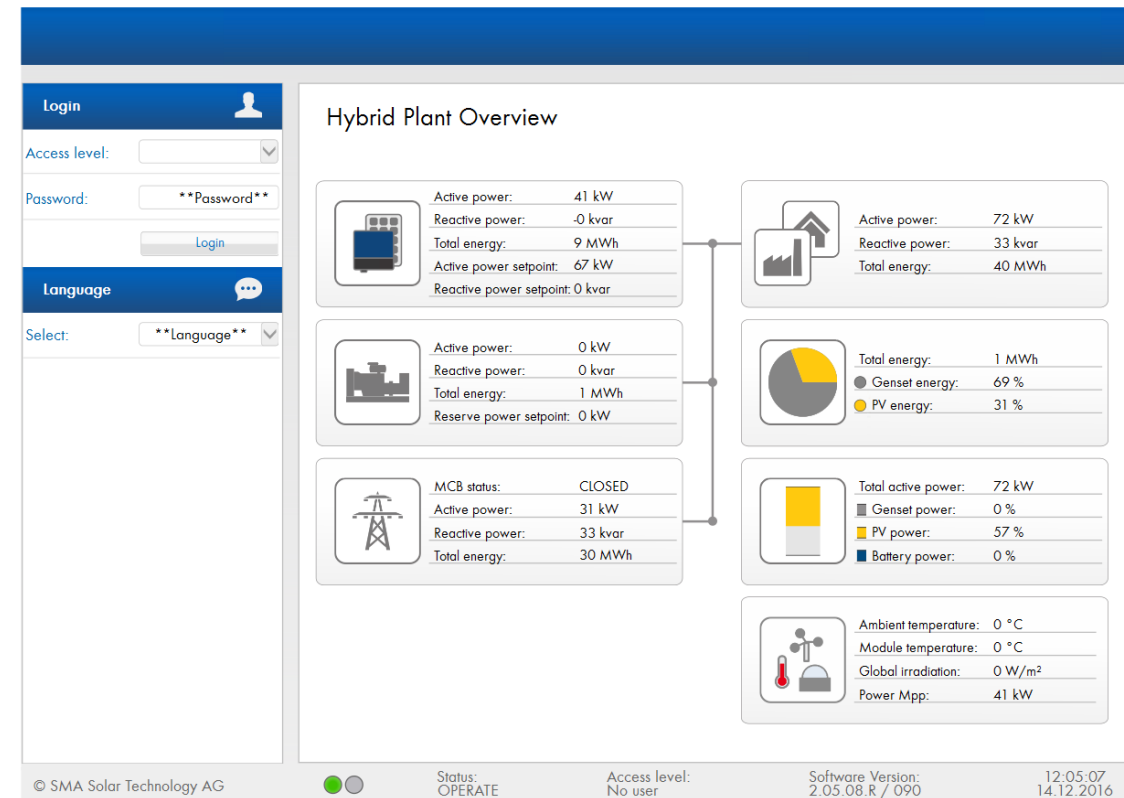 Login
Access level:
Password: **Password**
Login
Language
Select: **Language**
Hybrid Plant Overview
Active power: 41 kW
Reactive power: -0 kvar
Total energy: 9 MWh
Active power setpoint: 67 kW
Reactive power setpoint: 0 kvar
Active power: 72 kW
Reactive power: 33 kvar
Total energy: 40 MWh
Active power: 0 kW
Reactive power: 0 kvar
Total energy: 1 MWh
Reserve power setpoint: 0 kW
Total energy: 1 MWh
Genset energy: 69 %
PV energy: 31 %
MCB status: CLOSED
Active power: 31 kW
Reactive power: 33 kvar
Total energy: 30 MWh
Total active power: 72 kW
Genset power: 0 %
PV power: 57 %
Battery power: 0 %
Ambient temperature: 0 °C
Module temperature: 0 °C
Global irradiation: 0 W/m²
Power Mpp: 41 kW
© SMA Solar Technology AG
Status:
OPERATE
Access level:
No user
Software Version:
2.05.08.R / 090
12:05:07
14.12.2016